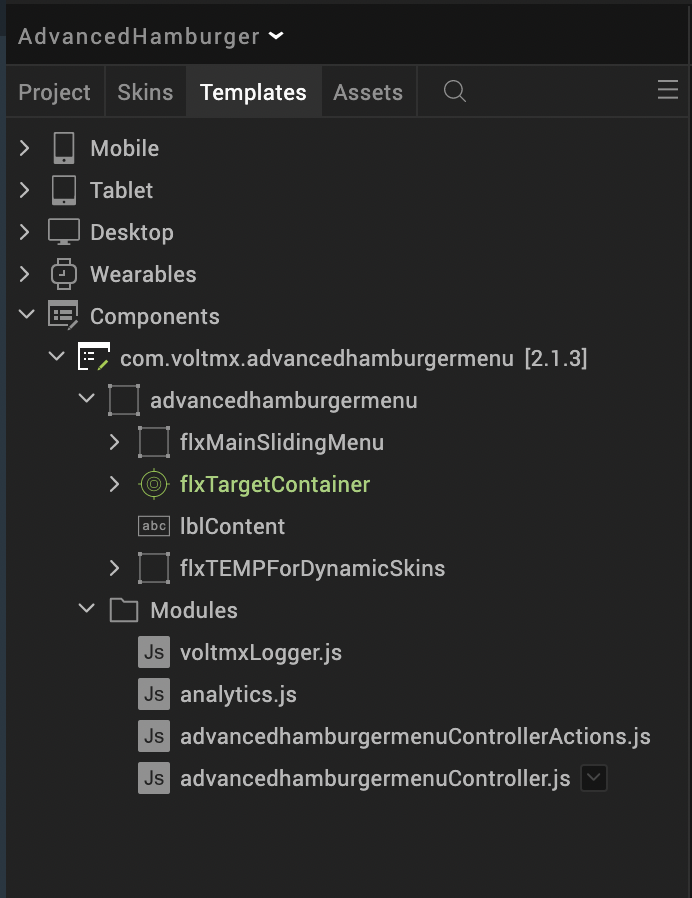 AdvancedHamburger
Project Skins Templates Assets
Mobile
Tablet
Desktop
Wearables
Components
com.voltmx.advancedhamburgermenu [2.1.3]
advancedhamburgermenu
flxMainSlidingMenu
flxTargetContainer
abc lblContent
flxTEMPForDynamicSkins
Modules
Js voltmxLogger.js
Js analytics.js
Js advancedhamburgermenuControllerActions.js
Js advancedhamburgermenuController.js